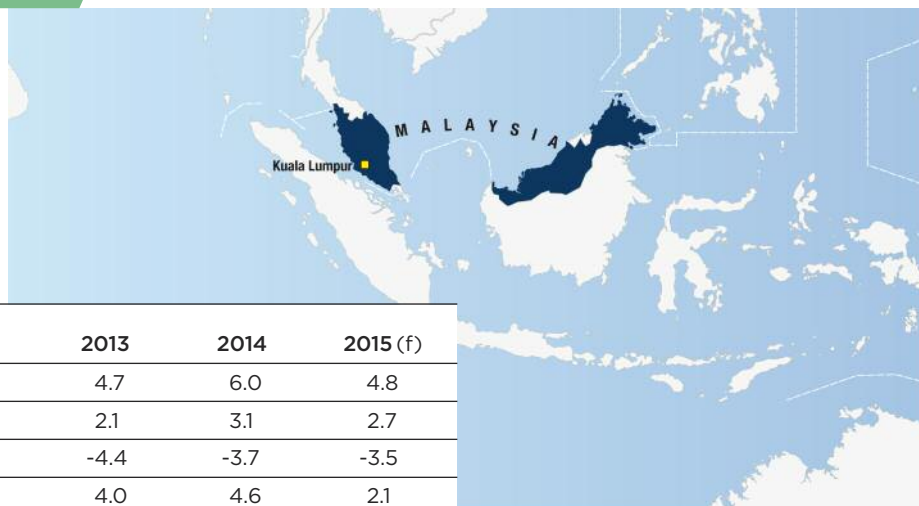 MALAYSIA
Kuala Lumpur
2013 2014 2015 (f)
4.7 6.0 4.8
2.1 3.1 2.7
-4.4 -3.7 -3.5
4.0 4.6 2.1